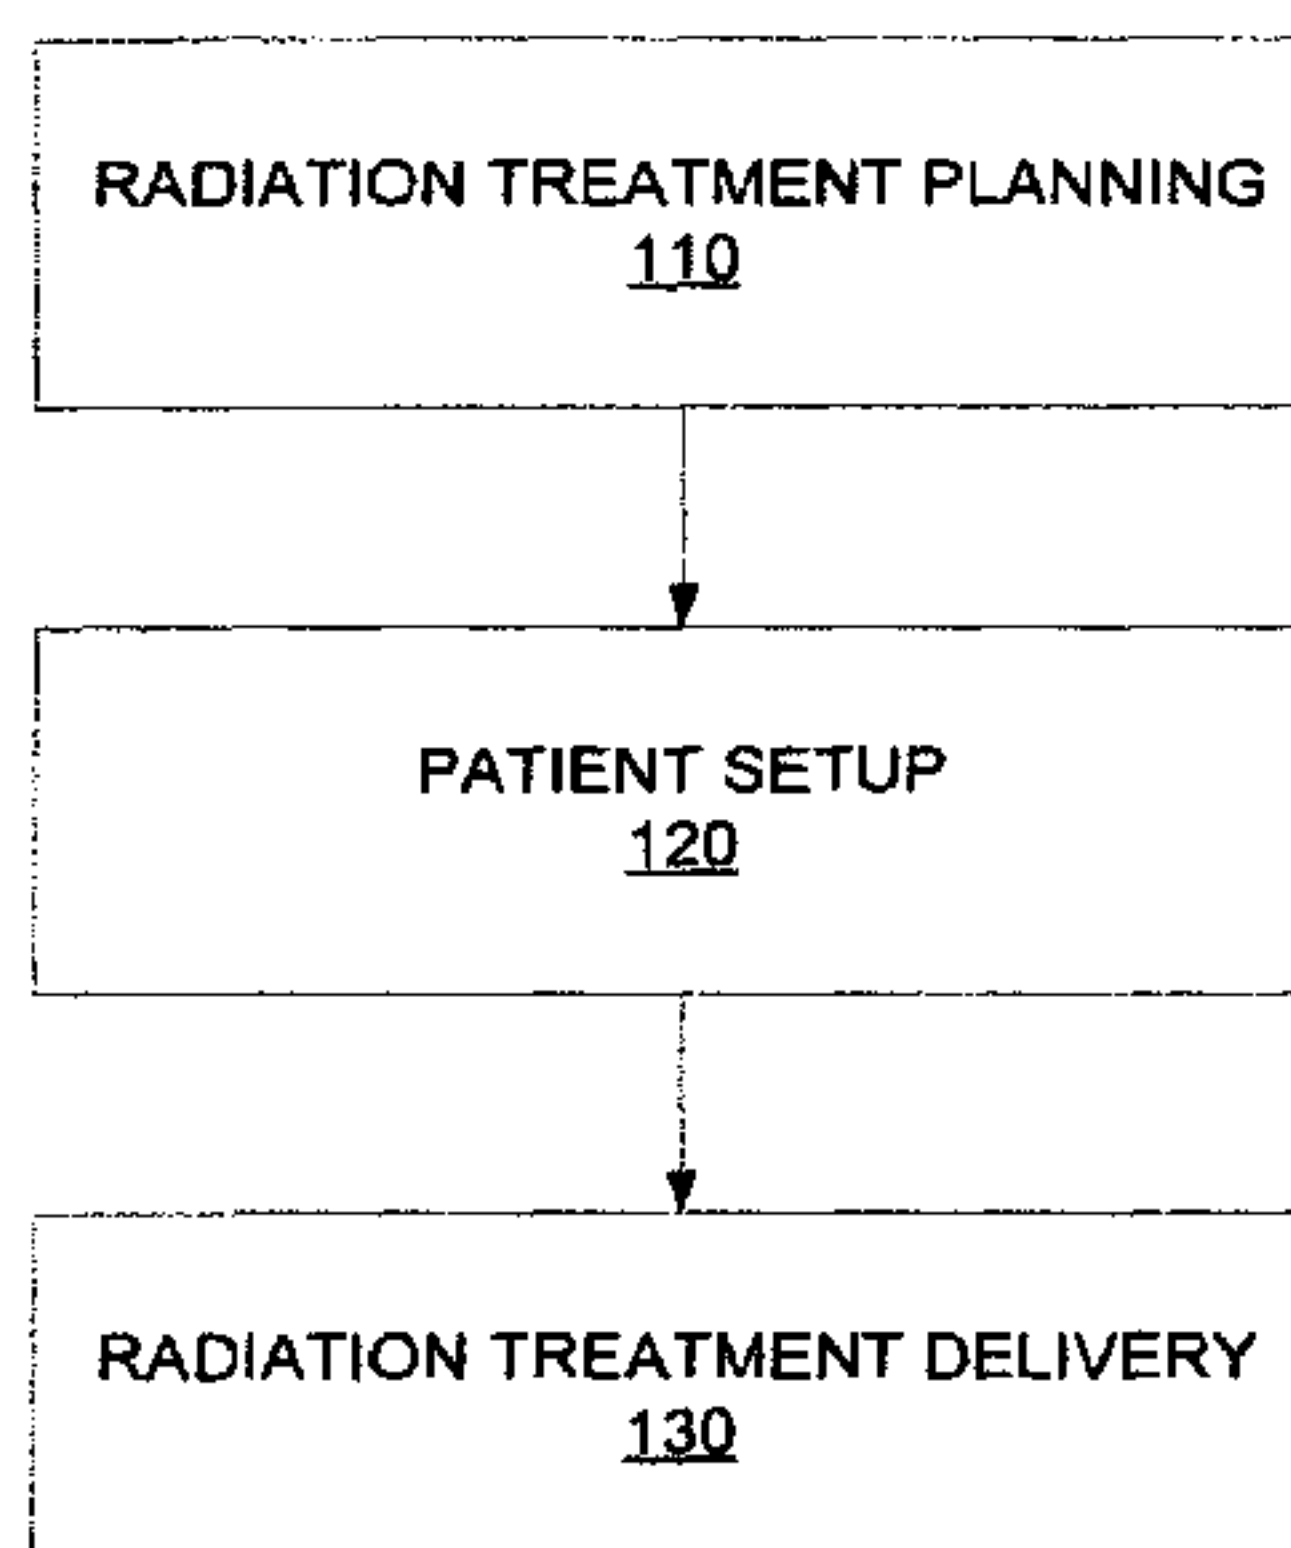 RADIATION TREATMENT PLANNING
110
PATIENT SETUP
120
RADIATION TREATMENT DELIVERY
130